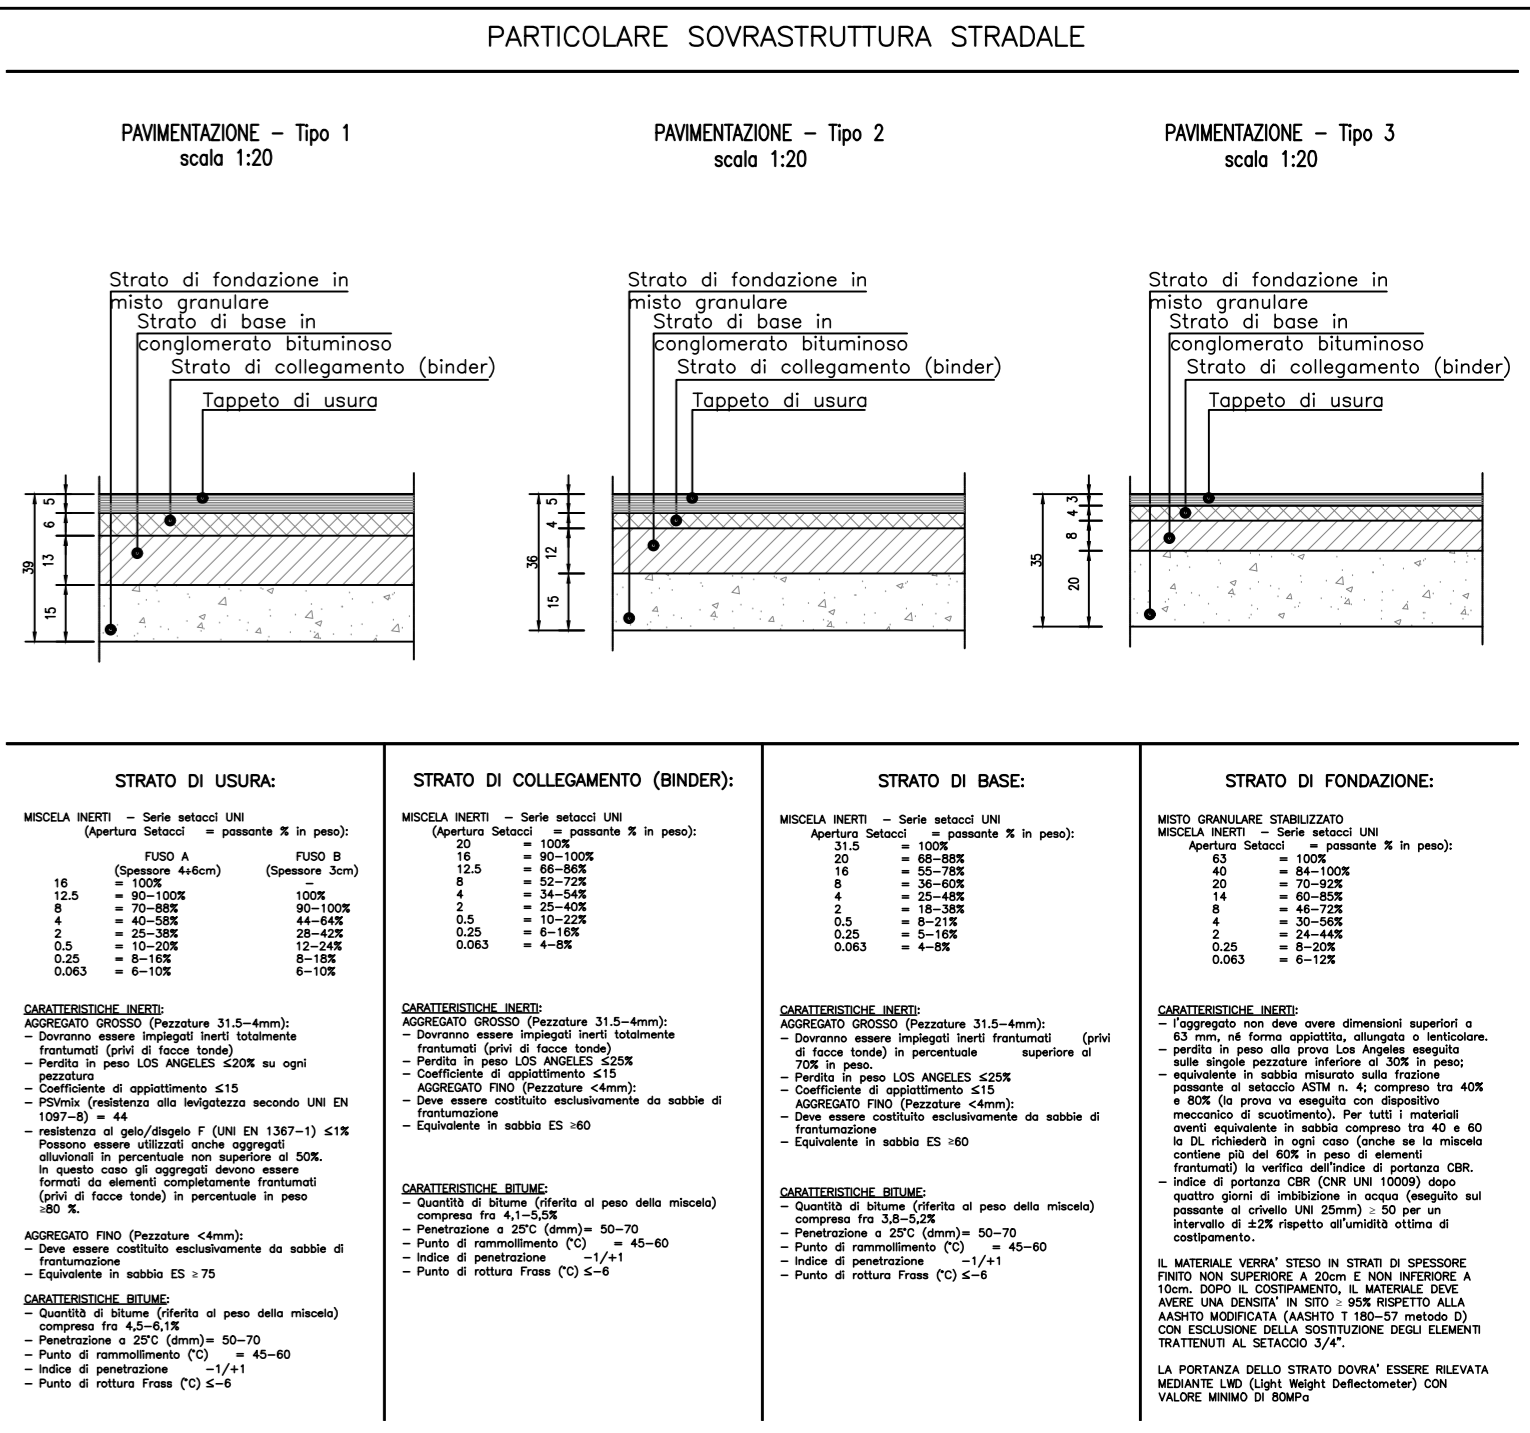 PARTICOLARE SOVRASTRUTTURA STRADALE
PAVIMENTAZIONE – Tipo 1
scala 1:20
Strato di fondazione in
misto granulare
Strato di base in
conglomerato bituminoso
Strato di collegamento (binder)
Tappeto di usura
5
6
13
15
39
PAVIMENTAZIONE – Tipo 2
scala 1:20
Strato di fondazione in
misto granulare
Strato di base in
conglomerato bituminoso
Strato di collegamento (binder)
Tappeto di usura
5
4
12
15
36
PAVIMENTAZIONE – Tipo 3
scala 1:20
Strato di fondazione in
misto granulare
Strato di base in
conglomerato bituminoso
Strato di collegamento (binder)
Tappeto di usura
3
4
8
20
35
STRATO DI USURA:
MISCELA INERTI – Serie setacci UNI
(Apertura Setacci = passante % in peso):
FUSO A FUSO B
(Spessore 4÷6cm) (Spessore 3cm)
16 = 100% –
12.5 = 90–100% 100%
8 = 70–88% 90–100%
4 = 40–58% 44–64%
2 = 25–38% 28–42%
0.5 = 10–20% 12–24%
0.25 = 8–16% 8–18%
0.063 = 6–10% 6–10%
CARATTERISTICHE INERTI:
AGGREGATO GROSSO (Pezzature 31.5–4mm):
– Dovranno essere impiegati inerti totalmente
frantumati (privi di facce tonde)
– Perdita in peso LOS ANGELES ≤20% su ogni
pezzatura
– Coefficiente di appiattimento ≤15
– PSVmix (resistenza alla levigatezza secondo UNI EN
1097–8) = 44
– resistenza al gelo/disgelo F (UNI EN 1367–1) ≤1%
Possono essere utilizzati anche aggregati
alluvionali in percentuale non superiore al 50%.
In questo caso gli aggregati devono essere
formati da elementi completamente frantumati
(privi di facce tonde) in percentuale in peso
≥80 %.
AGGREGATO FINO (Pezzature <4mm):
– Deve essere costituito esclusivamente da sabbie di
frantumazione
– Equivalente in sabbia ES ≥75
CARATTERISTICHE BITUME:
– Quantità di bitume (riferita al peso della miscela)
compresa fra 4,5–6,1%
– Penetrazione a 25°C (dmm)= 50–70
– Punto di rammollimento (°C) = 45–60
– Indice di penetrazione –1/+1
– Punto di rottura Frass (°C) ≤–6
STRATO DI COLLEGAMENTO (BINDER):
MISCELA INERTI – Serie setacci UNI
(Apertura Setacci = passante % in peso):
20 = 100%
16 = 90–100%
12.5 = 66–86%
8 = 52–72%
4 = 34–54%
2 = 25–40%
0.5 = 10–22%
0.25 = 6–16%
0.063 = 4–8%
CARATTERISTICHE INERTI:
AGGREGATO GROSSO (Pezzature 31.5–4mm):
– Dovranno essere impiegati inerti totalmente
frantumati (privi di facce tonde)
– Perdita in peso LOS ANGELES ≤25%
– Coefficiente di appiattimento ≤15
AGGREGATO FINO (Pezzature <4mm):
– Deve essere costituito esclusivamente da sabbie di
frantumazione
– Equivalente in sabbia ES ≥60
CARATTERISTICHE BITUME:
– Quantità di bitume (riferita al peso della miscela)
compresa fra 4,1–5,5%
– Penetrazione a 25°C (dmm)= 50–70
– Punto di rammollimento (°C) = 45–60
– Indice di penetrazione –1/+1
– Punto di rottura Frass (°C) ≤–6
STRATO DI BASE:
MISCELA INERTI – Serie setacci UNI
Apertura Setacci = passante % in peso):
31.5 = 100%
20 = 68–88%
16 = 55–78%
8 = 36–60%
4 = 25–48%
2 = 18–38%
0.5 = 8–21%
0.25 = 5–16%
0.063 = 4–8%
CARATTERISTICHE INERTI:
AGGREGATO GROSSO (Pezzature 31.5–4mm):
– Dovranno essere impiegati inerti frantumati (privi
di facce tonde) in percentuale superiore al
70% in peso.
– Perdita in peso LOS ANGELES ≤25%
– Coefficiente di appiattimento ≤15
AGGREGATO FINO (Pezzature <4mm):
– Deve essere costituito esclusivamente da sabbie di
frantumazione
– Equivalente in sabbia ES ≥60
CARATTERISTICHE BITUME:
– Quantità di bitume (riferita al peso della miscela)
compresa fra 3,8–5,2%
– Penetrazione a 25°C (dmm)= 50–70
– Punto di rammollimento (°C) = 45–60
– Indice di penetrazione –1/+1
– Punto di rottura Frass (°C) ≤–6
STRATO DI FONDAZIONE:
MISTO GRANULARE STABILIZZATO
MISCELA INERTI – Serie setacci UNI
Apertura Setacci = passante % in peso):
63 = 100%
40 = 84–100%
20 = 70–92%
14 = 60–85%
8 = 46–72%
4 = 30–56%
2 = 24–44%
0.25 = 8–20%
0.063 = 6–12%
CARATTERISTICHE INERTI:
– l'aggregato non deve avere dimensioni superiori a
63 mm, né forma appiattita, allungata o lenticolare.
– perdita in peso alla prova Los Angeles eseguita
sulle singole pezzature inferiore al 30% in peso;
– equivalente in sabbia misurato sulla frazione
passante al setaccio ASTM n. 4; compreso tra 40%
e 80% (la prova va eseguita con dispositivo
meccanico di scuotimento). Per tutti i materiali
aventi equivalente in sabbia compreso tra 40 e 60
la DL richiederà in ogni caso (anche se la miscela
contiene più del 60% in peso di elementi
frantumati) la verifica dell'indice di portanza CBR.
– indice di portanza CBR (CNR UNI 10009) dopo
quattro giorni di imbibizione in acqua (eseguito sul
passante al crivello UNI 25mm) ≥ 50 per un
intervallo di ±2% rispetto all'umidità ottima di
costipamento.
IL MATERIALE VERRA' STESO IN STRATI DI SPESSORE
FINITO NON SUPERIORE A 20cm E NON INFERIORE A
10cm. DOPO IL COSTIPAMENTO, IL MATERIALE DEVE
AVERE UNA DENSITA' IN SITO ≥ 95% RISPETTO ALLA
AASHTO MODIFICATA (AASHTO T 180–57 metodo D)
CON ESCLUSIONE DELLA SOSTITUZIONE DEGLI ELEMENTI
TRATTENUTI AL SETACCIO 3/4".
LA PORTANZA DELLO STRATO DOVRA' ESSERE RILEVATA
MEDIANTE LWD (Light Weight Deflectometer) CON
VALORE MINIMO DI 80MPa